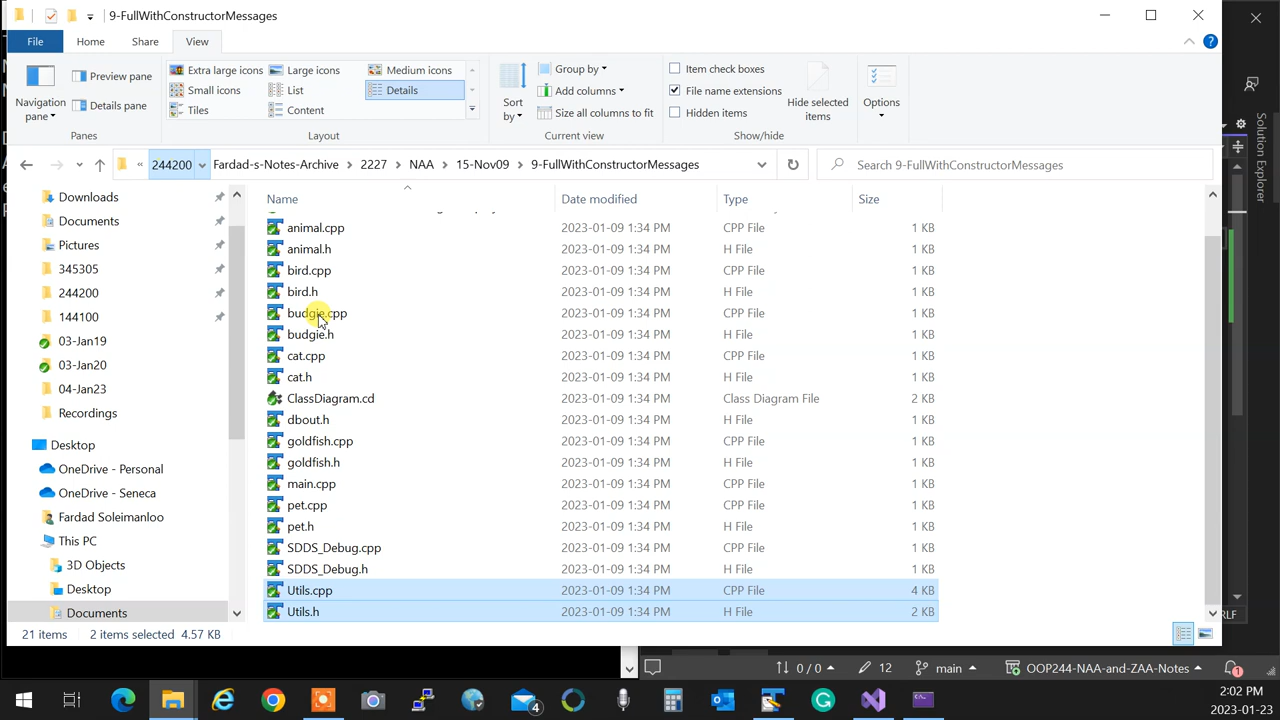 9-FullWithConstructorMessages
File Home Share View
Navigation pane
Preview pane
Details pane
Panes
Extra large icons Large icons Medium icons
Small icons List Details
Tiles Content
Layout
Sort by
Group by
Add columns
Size all columns to fit
Current view
Item check boxes
File name extensions
Hidden items
Hide selected items
Show/hide
Options
« 244200 Fardad-s-Notes-Archive > 2227 > NAA > 15-Nov09 > 9-FullWithConstructorMessages
Search 9-FullWithConstructorMessages
Downloads
Documents
Pictures
345305
244200
144100
03-Jan19
03-Jan20
04-Jan23
Recordings
Desktop
OneDrive - Personal
OneDrive - Seneca
Fardad Soleimanloo
This PC
3D Objects
Desktop
Documents
Name Date modified Type Size
animal.cpp 2023-01-09 1:34 PM CPP File 1 KB
animal.h 2023-01-09 1:34 PM H File 1 KB
bird.cpp 2023-01-09 1:34 PM CPP File 1 KB
bird.h 2023-01-09 1:34 PM H File 1 KB
budgie.cpp 2023-01-09 1:34 PM CPP File 1 KB
budgie.h 2023-01-09 1:34 PM H File 1 KB
cat.cpp 2023-01-09 1:34 PM CPP File 1 KB
cat.h 2023-01-09 1:34 PM H File 1 KB
ClassDiagram.cd 2023-01-09 1:34 PM Class Diagram File 2 KB
dbout.h 2023-01-09 1:34 PM H File 1 KB
goldfish.cpp 2023-01-09 1:34 PM CPP File 1 KB
goldfish.h 2023-01-09 1:34 PM H File 1 KB
main.cpp 2023-01-09 1:34 PM CPP File 1 KB
pet.cpp 2023-01-09 1:34 PM CPP File 1 KB
pet.h 2023-01-09 1:34 PM H File 1 KB
SDDS_Debug.cpp 2023-01-09 1:34 PM CPP File 1 KB
SDDS_Debug.h 2023-01-09 1:34 PM H File 1 KB
Utils.cpp 2023-01-09 1:34 PM CPP File 4 KB
Utils.h 2023-01-09 1:34 PM H File 2 KB
21 items 2 items selected 4.57 KB
Solution Explorer
RLF
0 / 0 12 main OOP244-NAA-and-ZAA-Notes 1
4
2:02 PM
2023-01-23